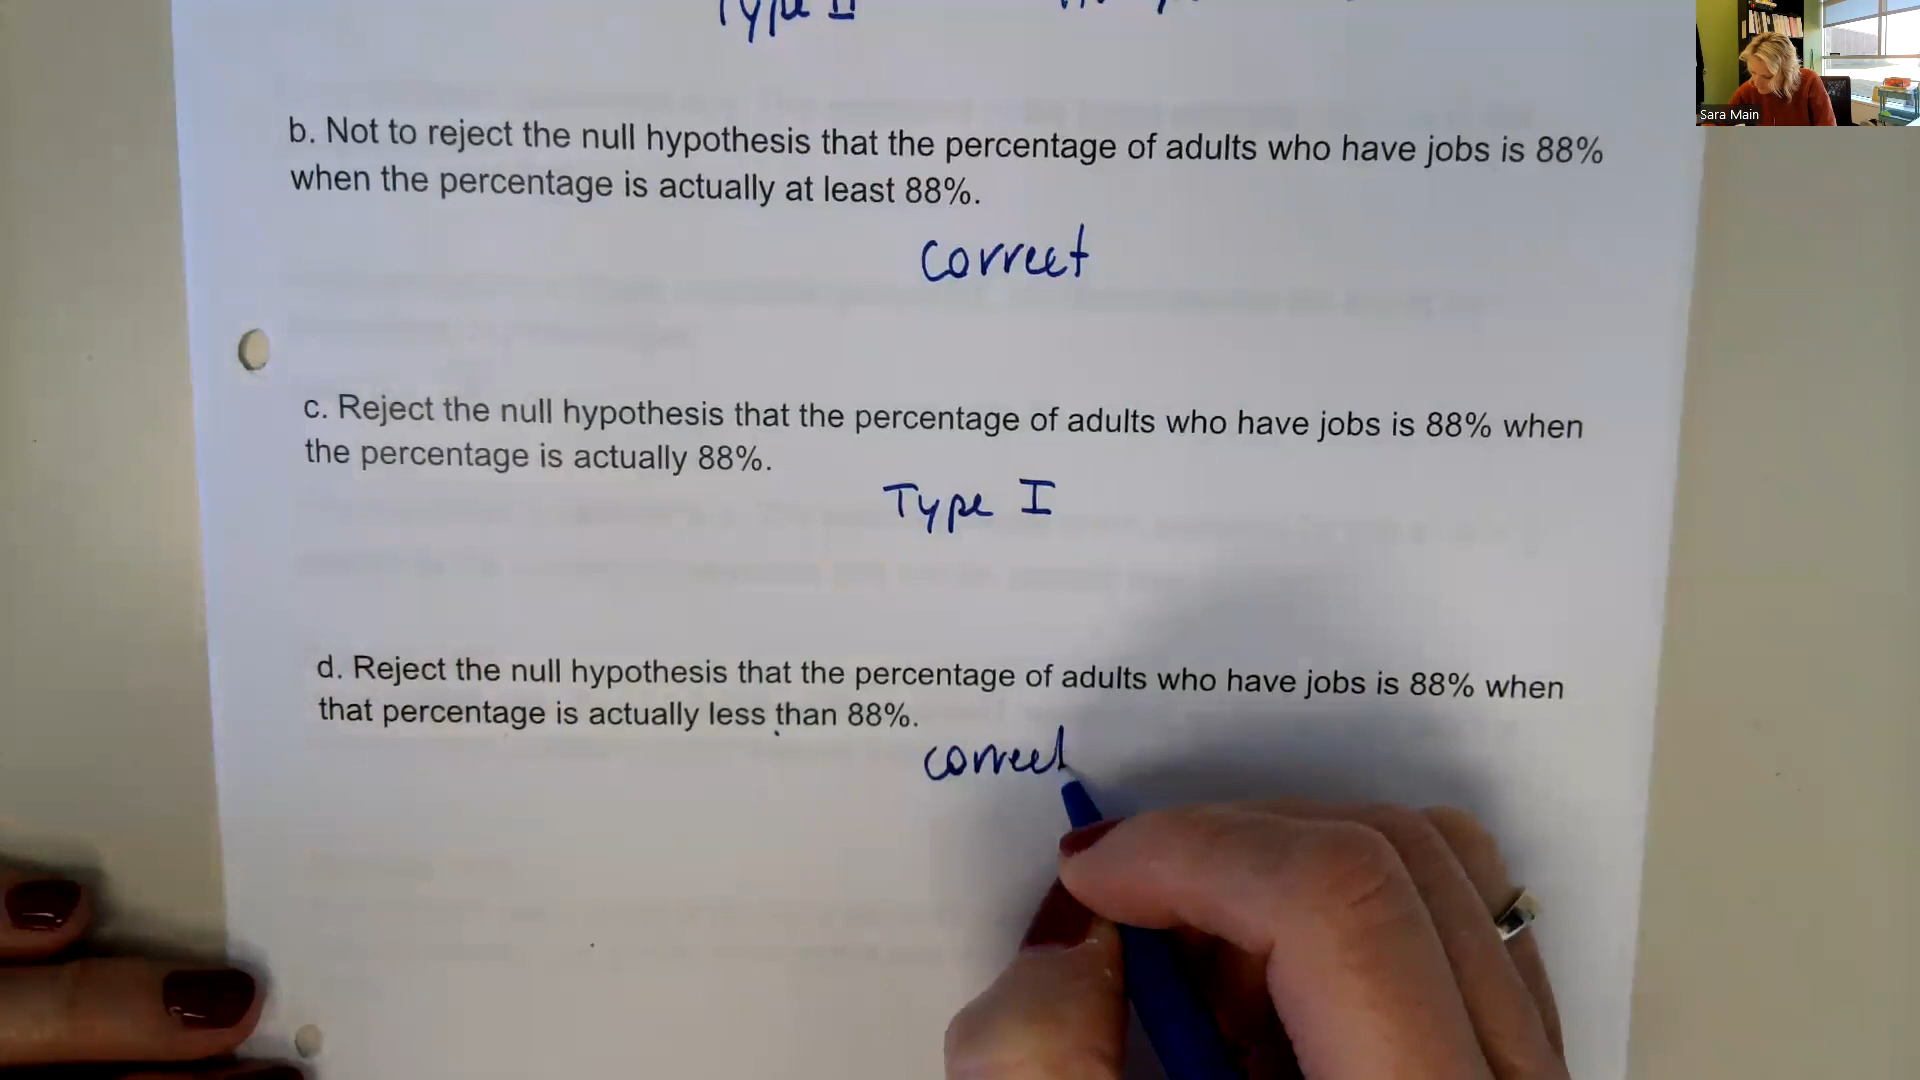 Type II
Sara Main
b. Not to reject the null hypothesis that the percentage of adults who have jobs is 88%
when the percentage is actually at least 88%.
Correct
c. Reject the null hypothesis that the percentage of adults who have jobs is 88% when
the percentage is actually 88%.
Type I
d. Reject the null hypothesis that the percentage of adults who have jobs is 88% when
that percentage is actually less than 88%.
correct